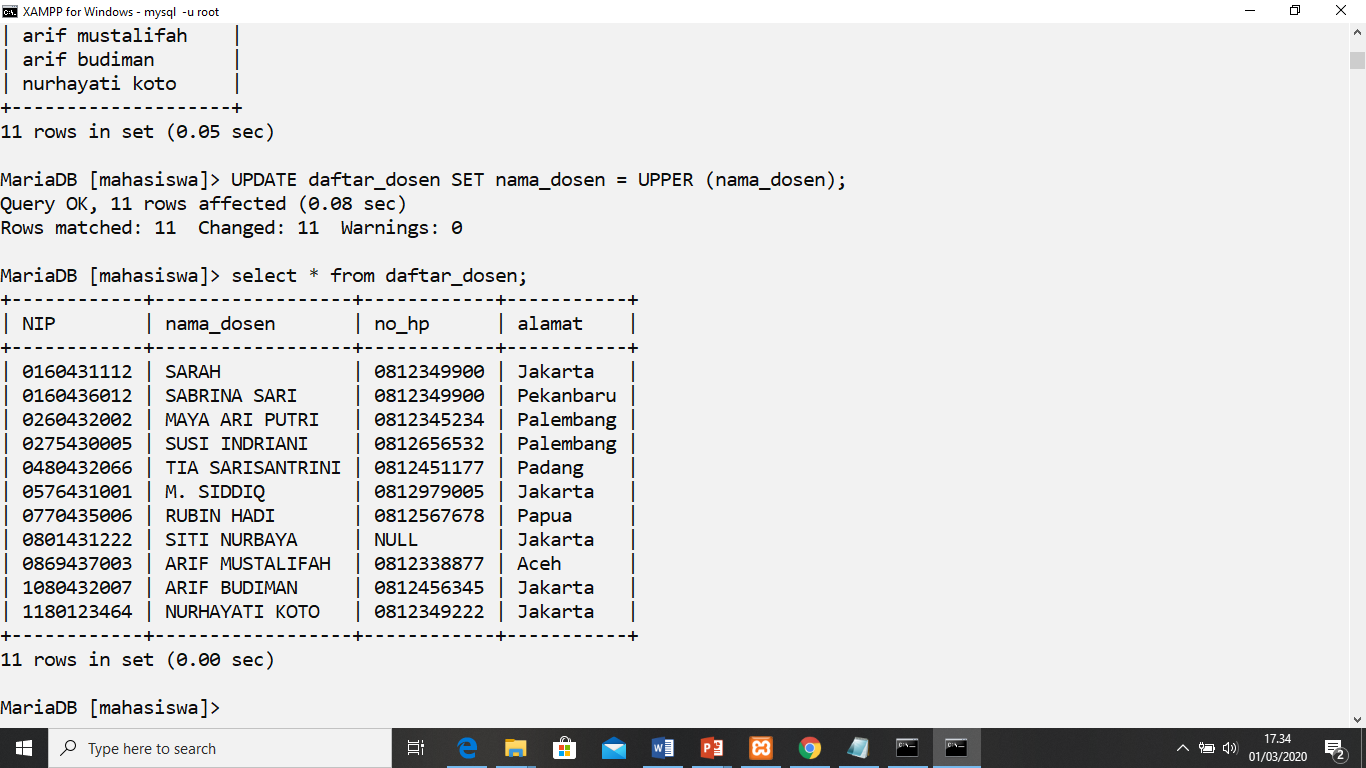 XAMPP for Windows - mysql -u root
| arif mustalifah    |
| arif budiman       |
| nurhayati koto     |
+--------------------+
11 rows in set (0.05 sec)
MariaDB [mahasiswa]> UPDATE daftar_dosen SET nama_dosen = UPPER (nama_dosen);
Query OK, 11 rows affected (0.08 sec)
Rows matched: 11  Changed: 11  Warnings: 0
MariaDB [mahasiswa]> select * from daftar_dosen;
+------------+------------------+------------+-----------+
| NIP        | nama_dosen       | no_hp      | alamat    |
+------------+------------------+------------+-----------+
| 0160431112 | SARAH            | 0812349900 | Jakarta   |
| 0160436012 | SABRINA SARI     | 0812349900 | Pekanbaru |
| 0260432002 | MAYA ARI PUTRI   | 0812345234 | Palembang |
| 0275430005 | SUSI INDRIANI    | 0812656532 | Palembang |
| 0480432066 | TIA SARISANTRINI | 0812451177 | Padang    |
| 0576431001 | M. SIDDIQ        | 0812979005 | Jakarta   |
| 0770435006 | RUBIN HADI       | 0812567678 | Papua     |
| 0801431222 | SITI NURBAYA     | NULL       | Jakarta   |
| 0869437003 | ARIF MUSTALIFAH  | 0812338877 | Aceh      |
| 1080432007 | ARIF BUDIMAN     | 0812456345 | Jakarta   |
| 1180123464 | NURHAYATI KOTO   | 0812349222 | Jakarta   |
+------------+------------------+------------+-----------+
11 rows in set (0.00 sec)
MariaDB [mahasiswa]>
Type here to search
17.34
01/03/2020
2